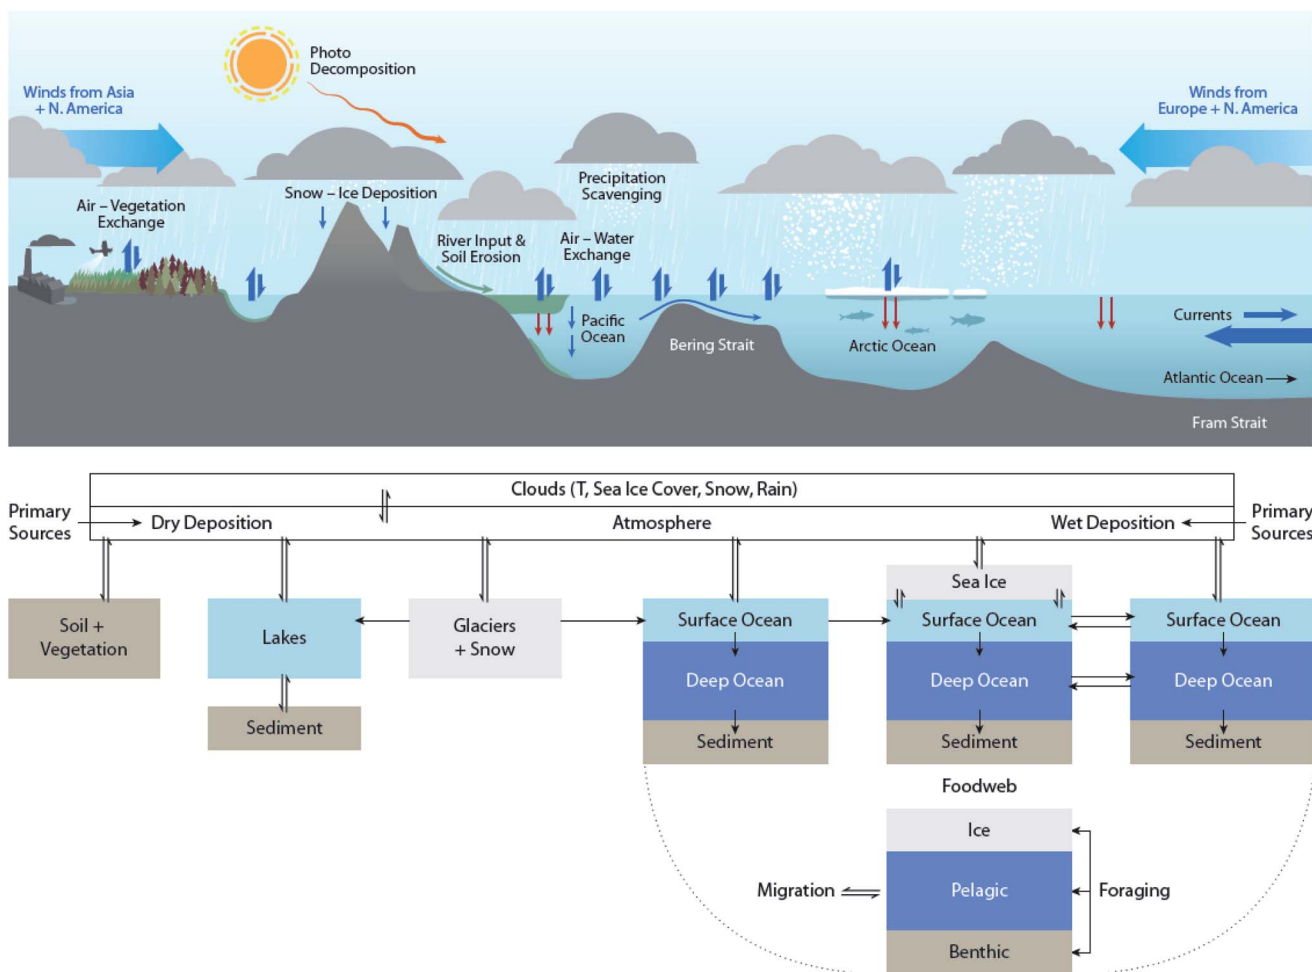 Photo
Decomposition
Winds from Asia
+ N. America
Winds from
Europe + N. America
Snow – Ice Deposition
Precipitation
Scavenging
Air – Vegetation
Exchange
River Input &
Soil Erosion
Air – Water
Exchange
Pacific
Ocean
Bering Strait
Arctic Ocean
Currents
Atlantic Ocean
Fram Strait
Clouds (T, Sea Ice Cover, Snow, Rain)
Primary
Sources
Dry Deposition
Atmosphere
Wet Deposition
Primary
Sources
Soil +
Vegetation
Lakes
Sediment
Glaciers
+ Snow
Surface Ocean
Deep Ocean
Sediment
Sea Ice
Surface Ocean
Deep Ocean
Sediment
Surface Ocean
Deep Ocean
Sediment
Foodweb
Ice
Migration
Pelagic
Foraging
Benthic